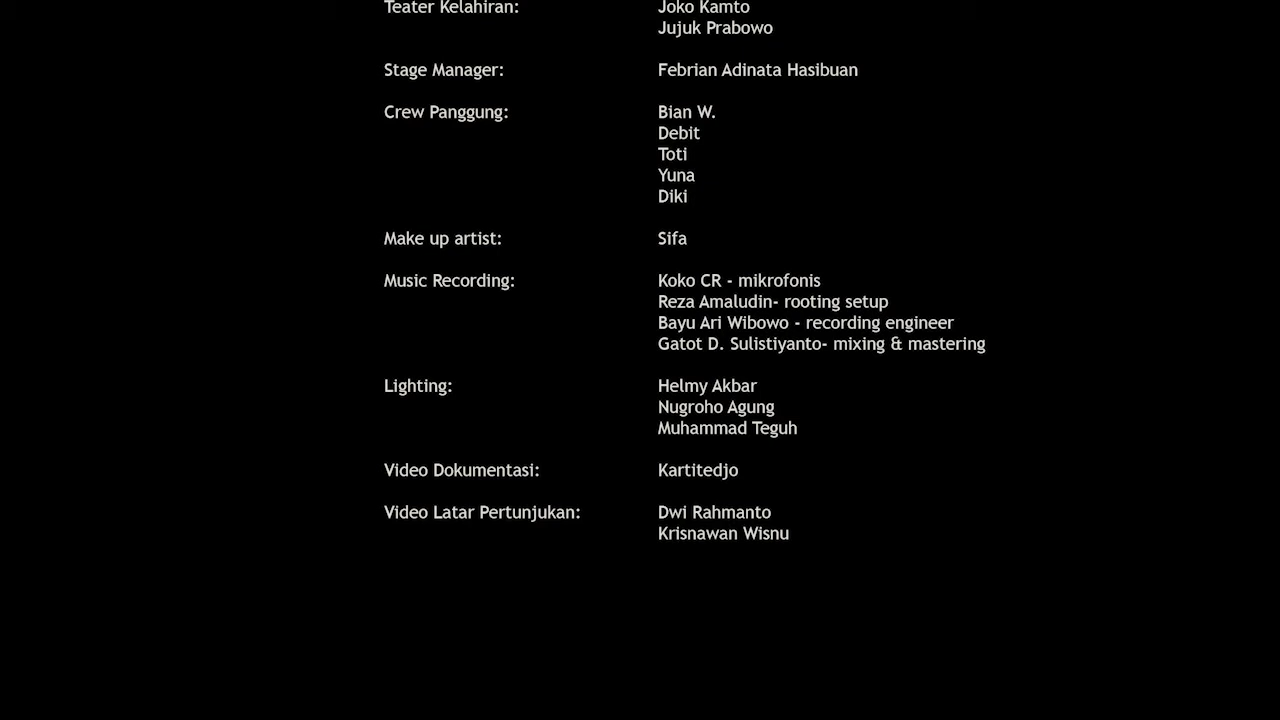 Teater Kelahiran: Joko Kamto
Jujuk Prabowo
Stage Manager: Febrian Adinata Hasibuan
Crew Panggung: Bian W.
Debit
Toti
Yuna
Diki
Make up artist: Sifa
Music Recording: Koko CR - mikrofonis
Reza Amaludin- rooting setup
Bayu Ari Wibowo - recording engineer
Gatot D. Sulistiyanto- mixing & mastering
Lighting: Helmy Akbar
Nugroho Agung
Muhammad Teguh
Video Dokumentasi: Kartitedjo
Video Latar Pertunjukan: Dwi Rahmanto
Krisnawan Wisnu